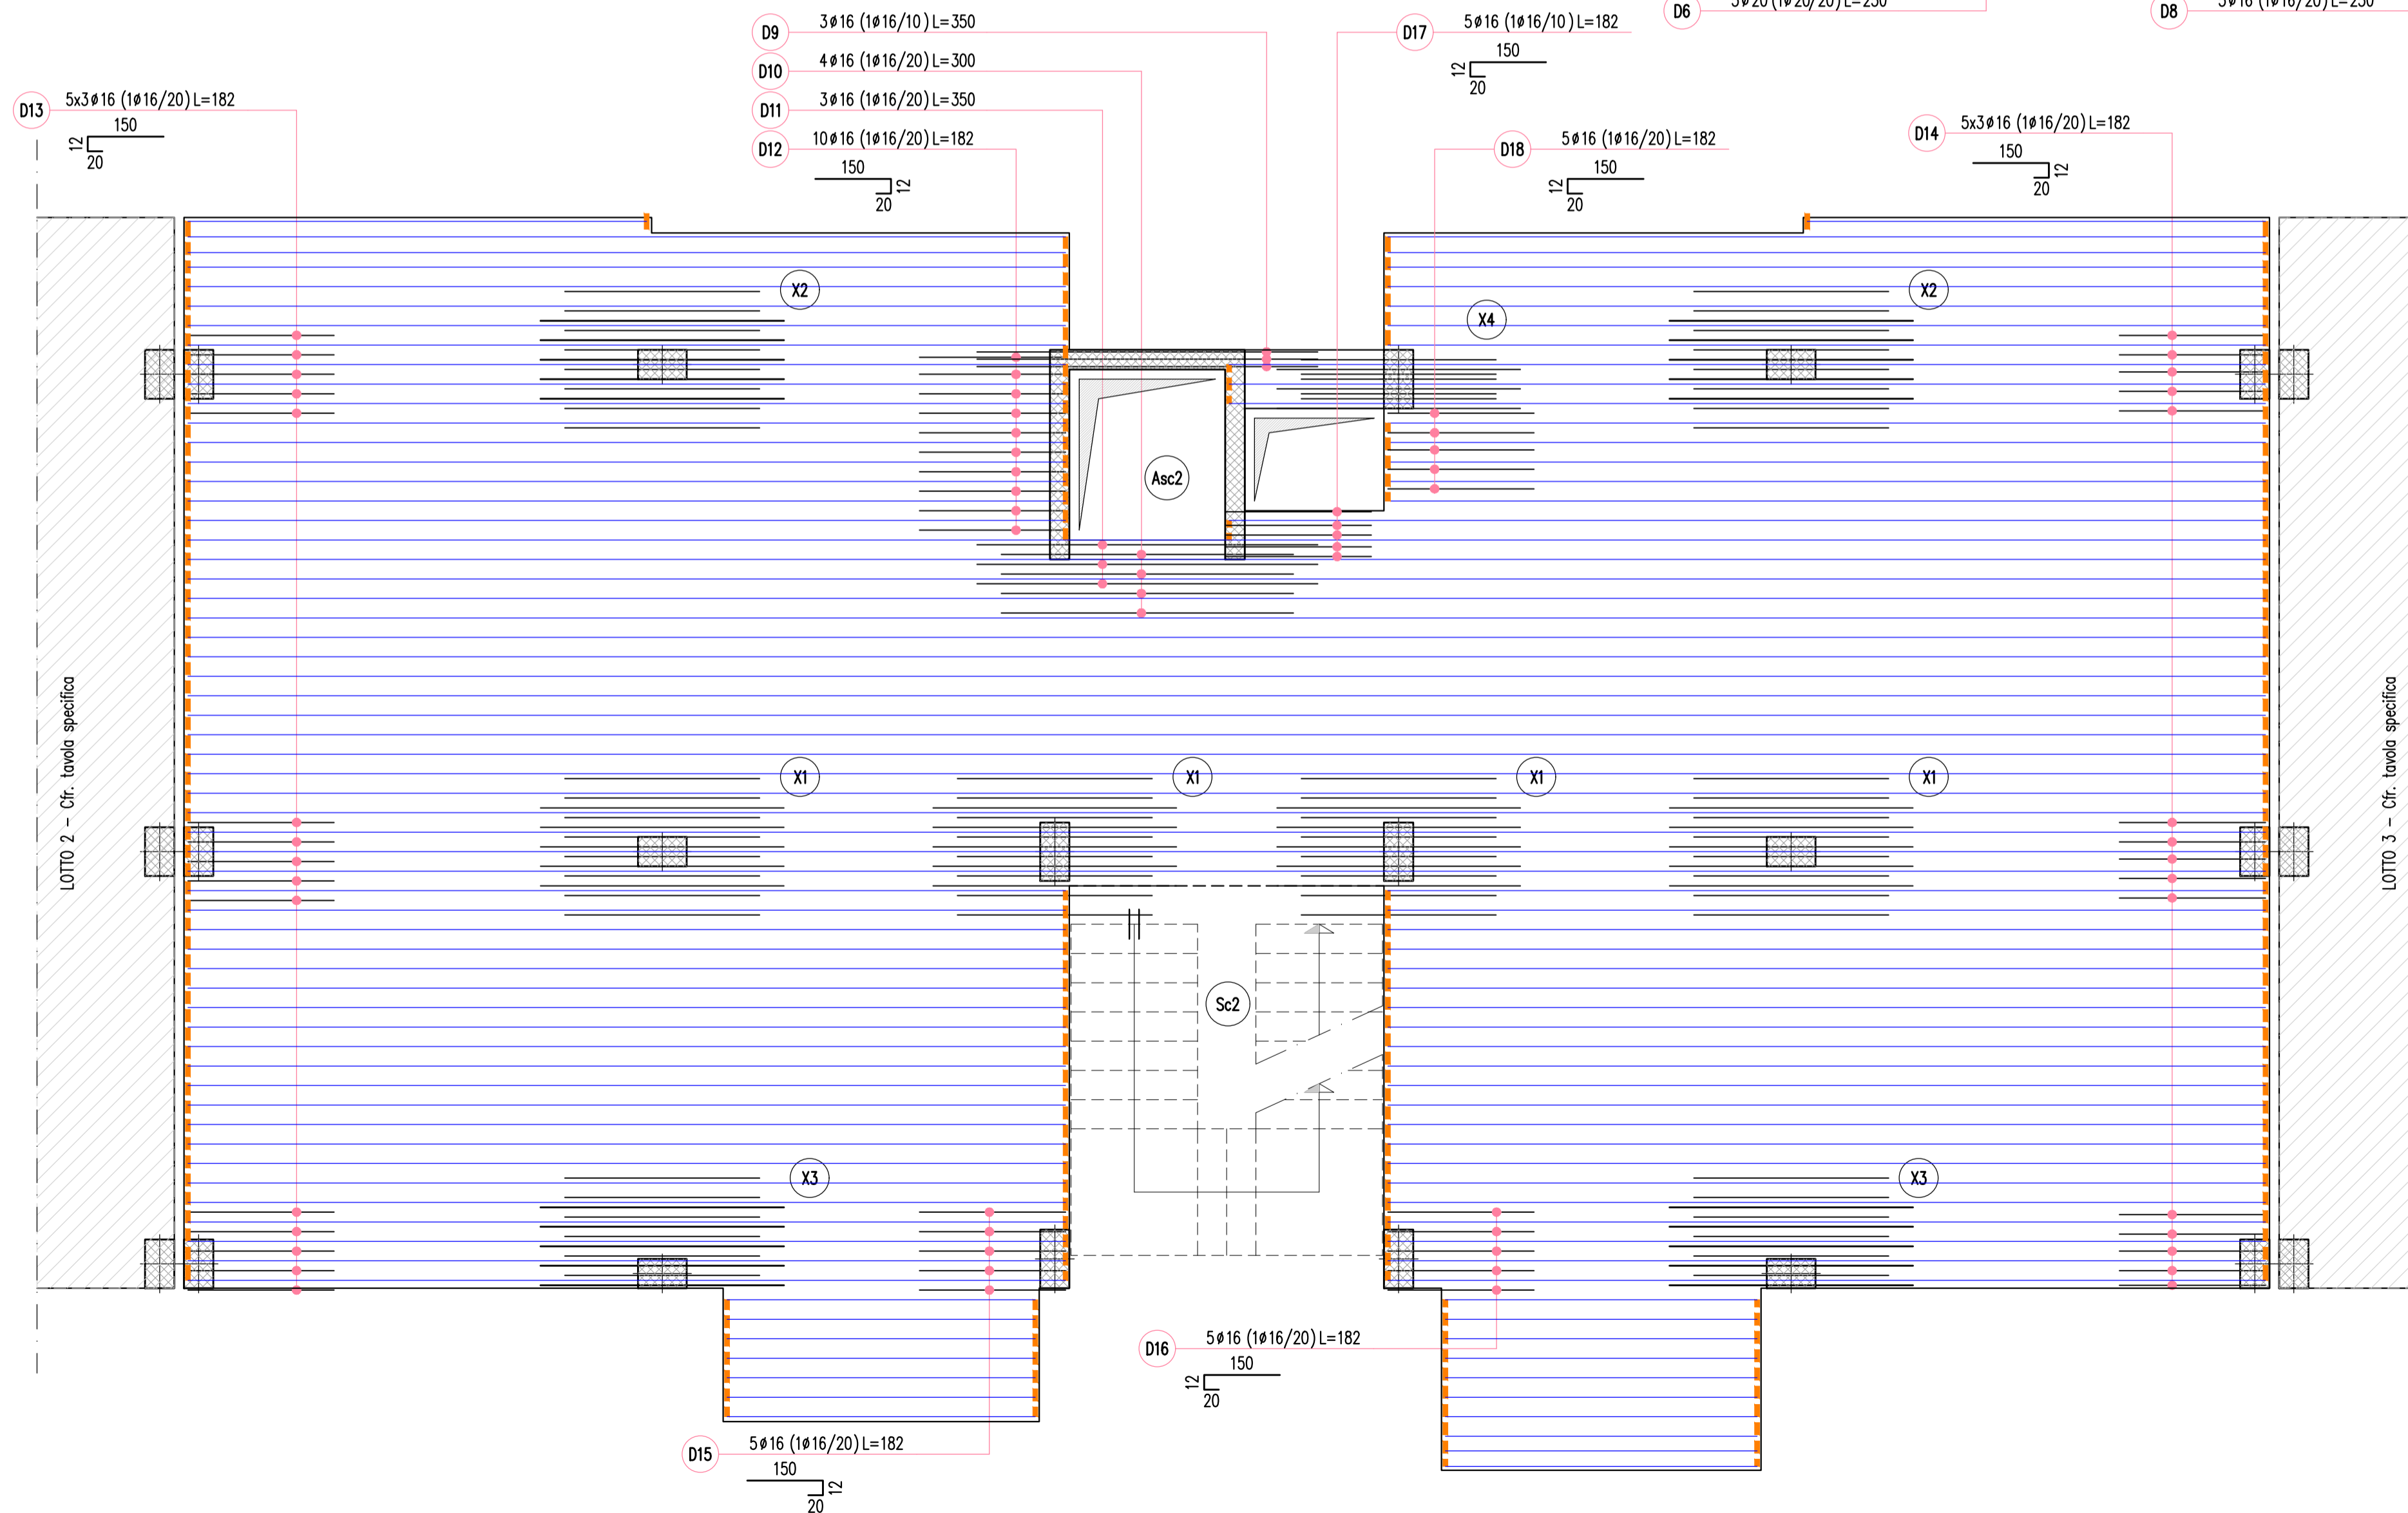 D9 3ø16 (1ø16/10) L=350
D17 5ø16 (1ø16/10) L=182
150
12
20
D6
D8
D10 4ø16 (1ø16/20) L=300
D11 3ø16 (1ø16/20) L=350
D12 10ø16 (1ø16/20) L=182
150
12
20
D13 5x3ø16 (1ø16/20) L=182
150
12
20
D18 5ø16 (1ø16/20) L=182
150
12
20
D14 5x3ø16 (1ø16/20) L=182
150
12
20
X2
X4
X2
Asc2
LOTTO 2 - Cfr. tavola specifica
LOTTO 3 - Cfr. tavola specifica
X1
X1
X1
X1
Sc2
X3
X3
D16 5ø16 (1ø16/20) L=182
150
12
20
D15 5ø16 (1ø16/20) L=182
150
12
20